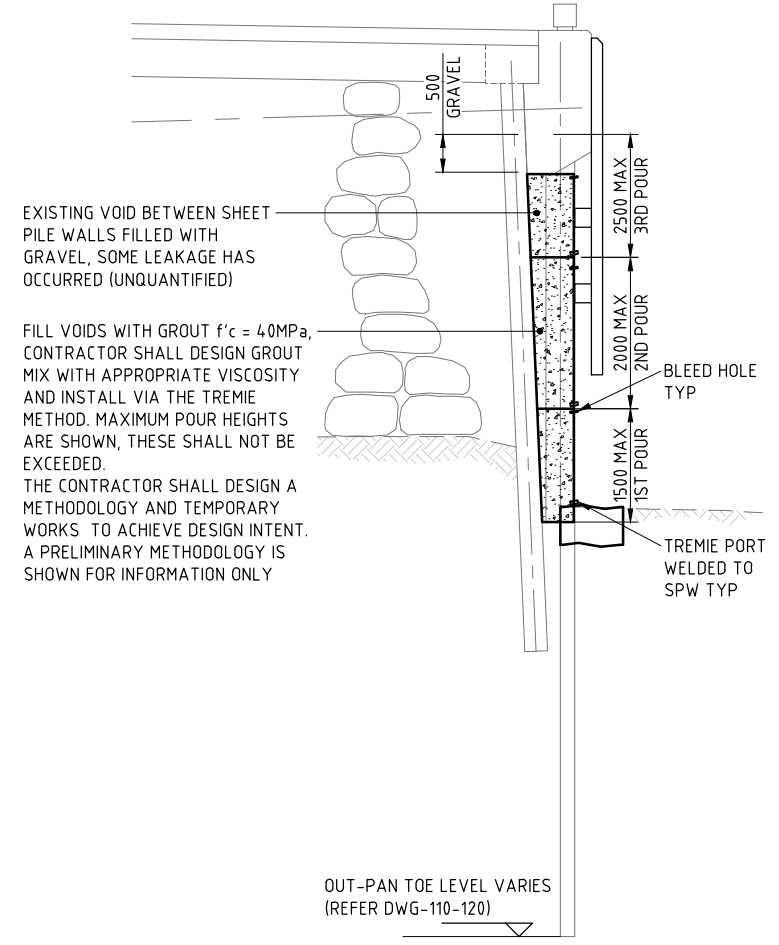 500
GRAVEL
2500 MAX
3RD POUR
EXISTING VOID BETWEEN SHEET
PILE WALLS FILLED WITH
GRAVEL, SOME LEAKAGE HAS
OCCURRED (UNQUANTIFIED)
2000 MAX
2ND POUR
FILL VOIDS WITH GROUT f'c = 40MPa,
CONTRACTOR SHALL DESIGN GROUT
MIX WITH APPROPRIATE VISCOSITY
AND INSTALL VIA THE TREMIE
METHOD. MAXIMUM POUR HEIGHTS
ARE SHOWN, THESE SHALL NOT BE
EXCEEDED.
THE CONTRACTOR SHALL DESIGN A
METHODOLOGY AND TEMPORARY
WORKS TO ACHIEVE DESIGN INTENT.
A PRELIMINARY METHODOLOGY IS
SHOWN FOR INFORMATION ONLY
BLEED HOLE
TYP
1500 MAX
1ST POUR
TREMIE PORT
WELDED TO
SPW TYP
OUT-PAN TOE LEVEL VARIES
(REFER DWG-110-120)